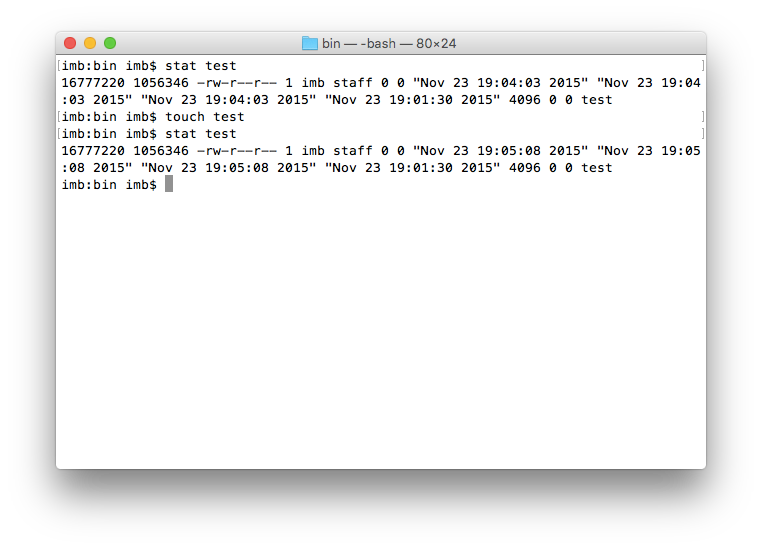 bin — -bash — 80×24
[imb:bin imb$ stat test ]
16777220 1056346 -rw-r--r-- 1 imb staff 0 0 "Nov 23 19:04:03 2015" "Nov 23 19:04
:03 2015" "Nov 23 19:04:03 2015" "Nov 23 19:01:30 2015" 4096 0 0 test
[imb:bin imb$ touch test ]
[imb:bin imb$ stat test ]
16777220 1056346 -rw-r--r-- 1 imb staff 0 0 "Nov 23 19:05:08 2015" "Nov 23 19:05
:08 2015" "Nov 23 19:05:08 2015" "Nov 23 19:01:30 2015" 4096 0 0 test
imb:bin imb$